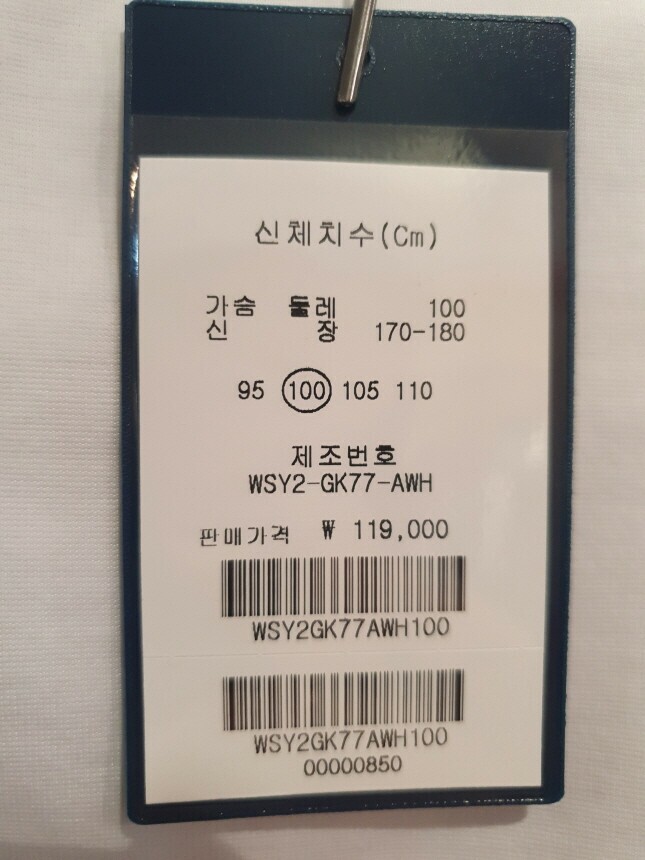 신체치수(Cm)
가슴 둘레 100
신 장 170-180
95 100 105 110
제조번호
WSY2-GK77-AWH
판매가격 ₩ 119,000
WSY2GK77AWH100
WSY2GK77AWH100
00000850